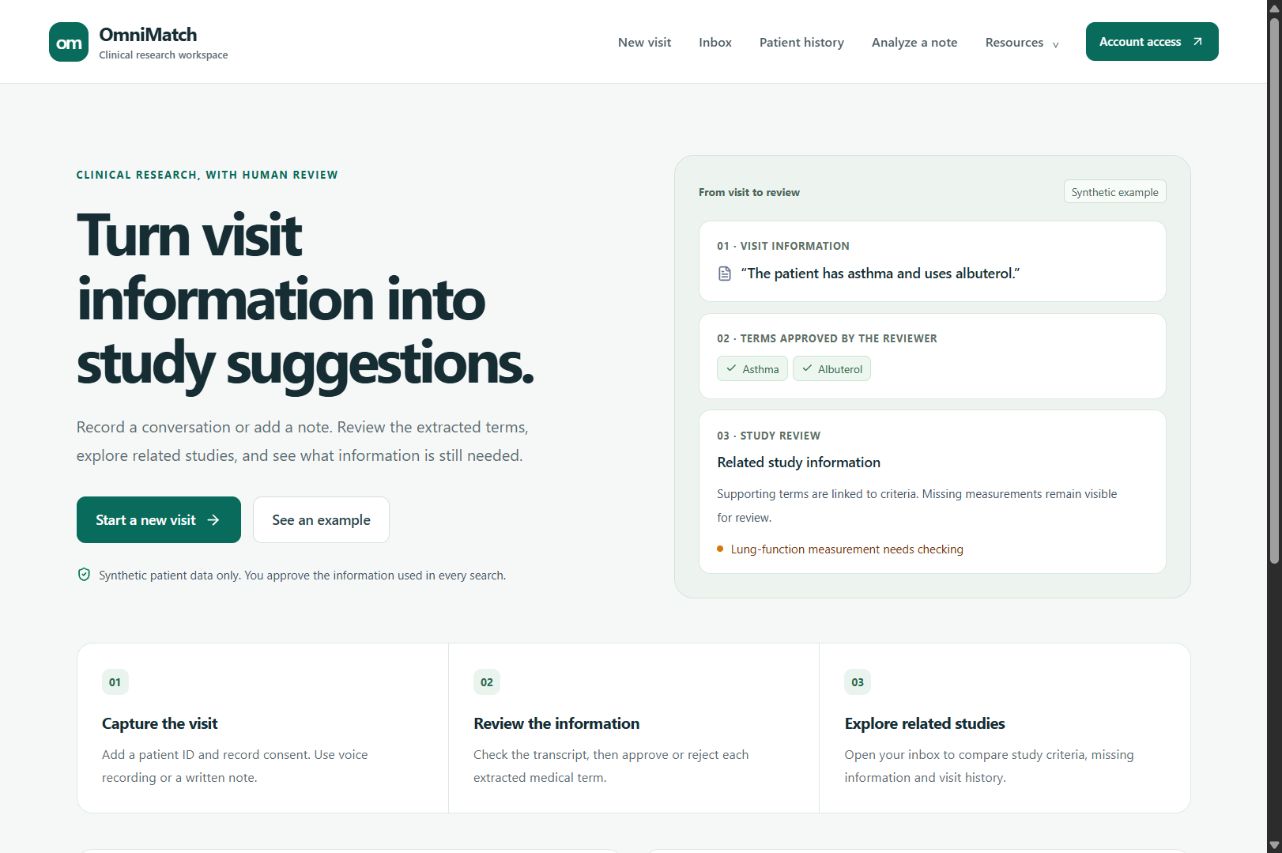 om
OmniMatch
Clinical research workspace
New visit
Inbox
Patient history
Analyze a note
Resources
Account access
CLINICAL RESEARCH, WITH HUMAN REVIEW
Turn visit
information into
study suggestions.
Record a conversation or add a note. Review the extracted terms,
explore related studies, and see what information is still needed.
Start a new visit
See an example
Synthetic patient data only. You approve the information used in every search.
From visit to review
Synthetic example
01 · VISIT INFORMATION
“The patient has asthma and uses albuterol.”
02 · TERMS APPROVED BY THE REVIEWER
Asthma
Albuterol
03 · STUDY REVIEW
Related study information
Supporting terms are linked to criteria. Missing measurements remain visible
for review.
Lung-function measurement needs checking
01
Capture the visit
Add a patient ID and record consent. Use voice
recording or a written note.
02
Review the information
Check the transcript, then approve or reject each
extracted medical term.
03
Explore related studies
Open your inbox to compare study criteria, missing
information and visit history.